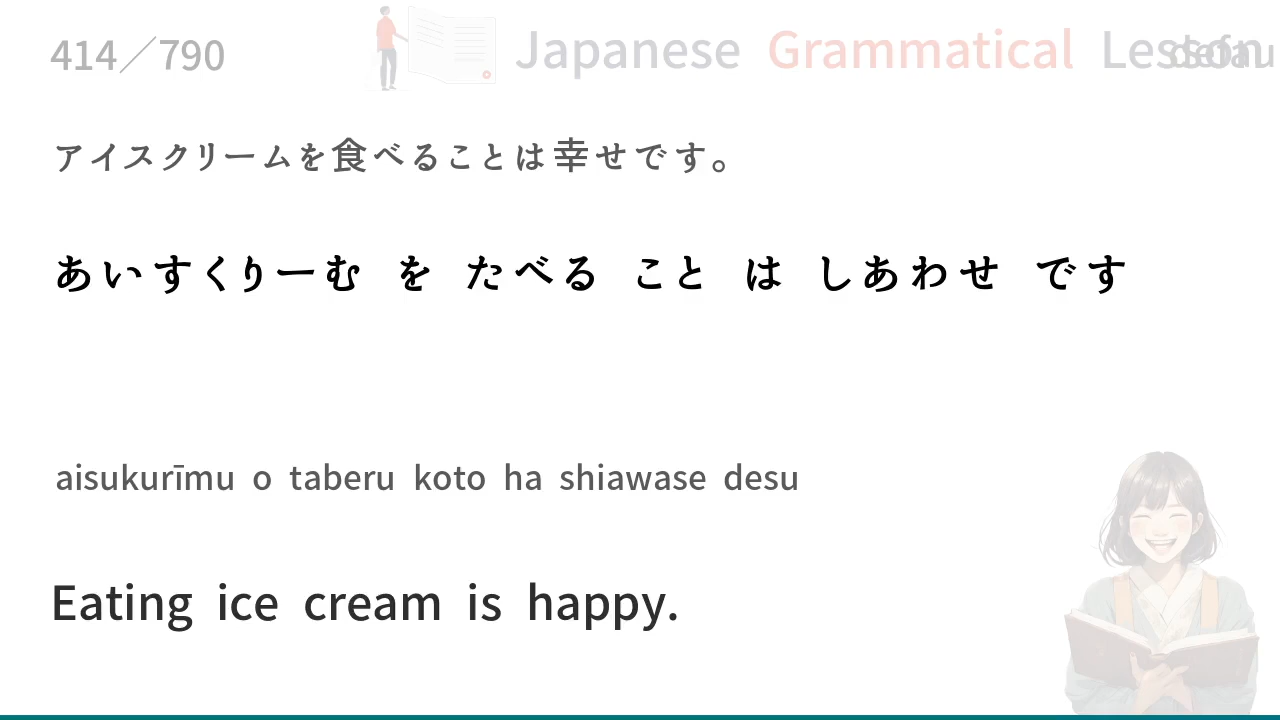 414／790
Japanese Grammatical Lesson
アイスクリームを食べることは幸せです。
あいすくりーむ を たべる こと は しあわせ です
aisukurīmu o taberu koto ha shiawase desu
Eating ice cream is happy.